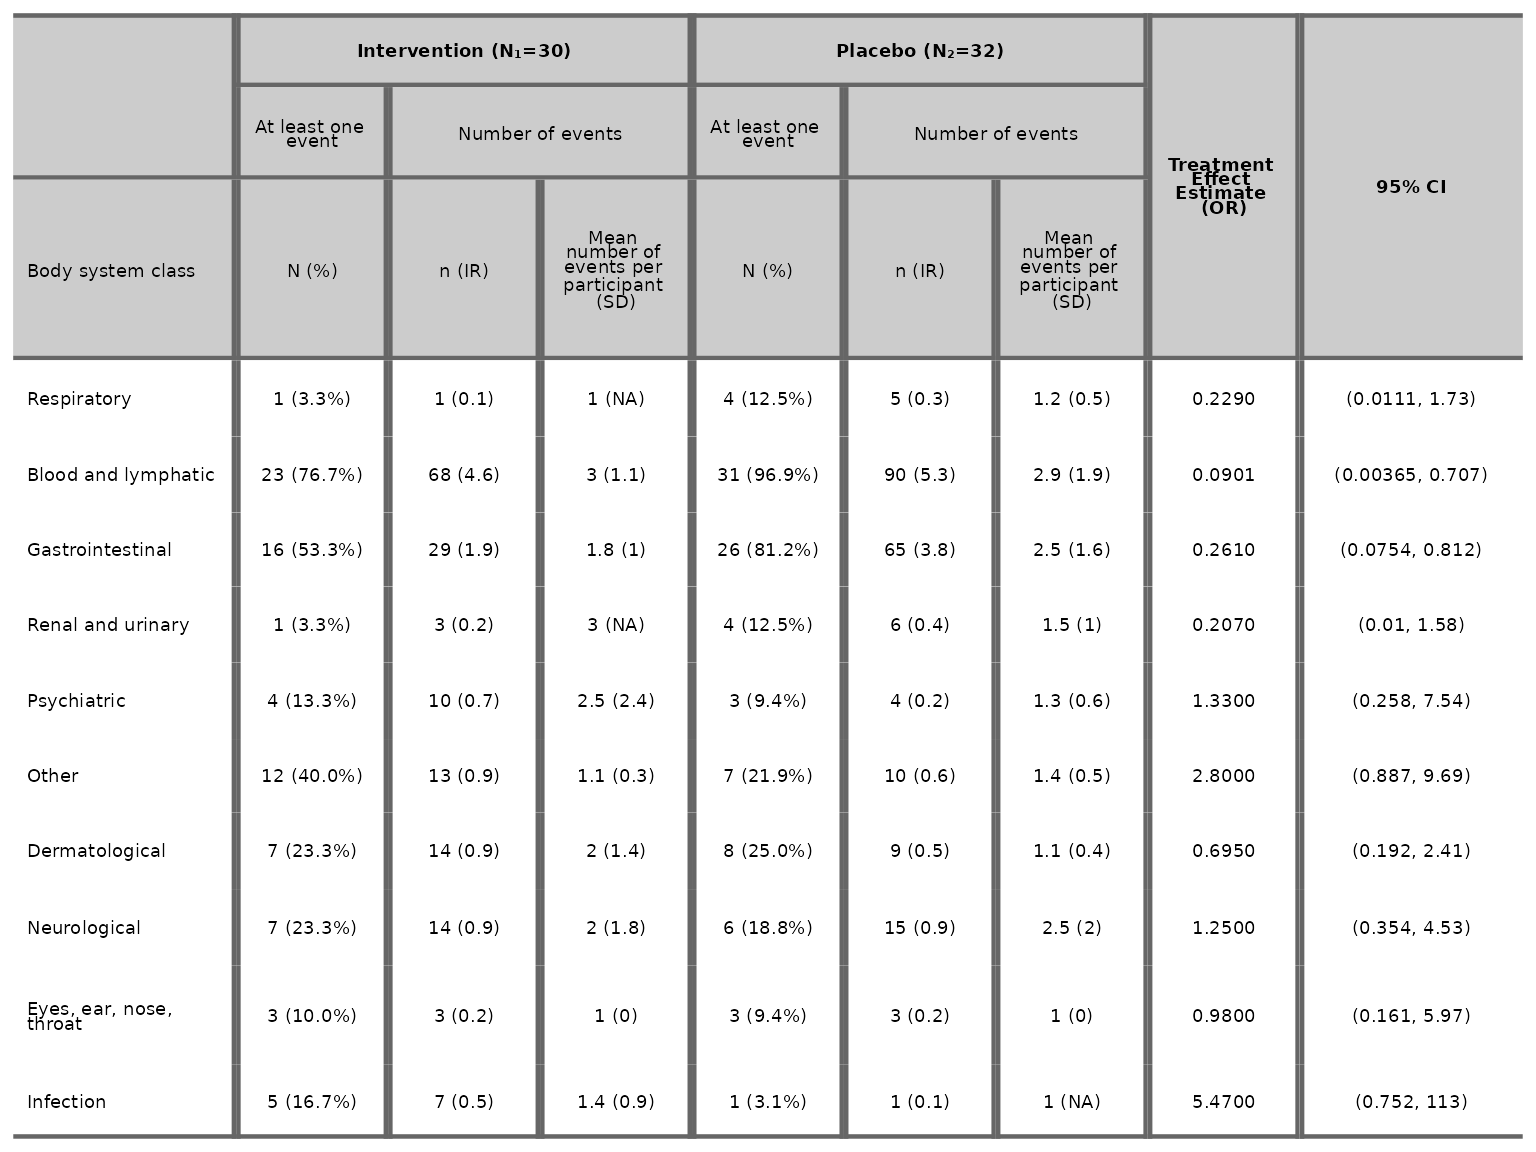 Intervention (N₁=30) Placebo (N₂=32)
At least one
event
Number of events
At least one
event
Number of events
Treatment
Effect
Estimate
(OR)
95% CI
Body system class
N (%)
n (IR)
Mean
number of
events per
participant
(SD)
N (%)
n (IR)
Mean
number of
events per
participant
(SD)
Respiratory 1 (3.3%) 1 (0.1) 1 (NA) 4 (12.5%) 5 (0.3) 1.2 (0.5) 0.2290 (0.0111, 1.73)
Blood and lymphatic 23 (76.7%) 68 (4.6) 3 (1.1) 31 (96.9%) 90 (5.3) 2.9 (1.9) 0.0901 (0.00365, 0.707)
Gastrointestinal 16 (53.3%) 29 (1.9) 1.8 (1) 26 (81.2%) 65 (3.8) 2.5 (1.6) 0.2610 (0.0754, 0.812)
Renal and urinary 1 (3.3%) 3 (0.2) 3 (NA) 4 (12.5%) 6 (0.4) 1.5 (1) 0.2070 (0.01, 1.58)
Psychiatric 4 (13.3%) 10 (0.7) 2.5 (2.4) 3 (9.4%) 4 (0.2) 1.3 (0.6) 1.3300 (0.258, 7.54)
Other 12 (40.0%) 13 (0.9) 1.1 (0.3) 7 (21.9%) 10 (0.6) 1.4 (0.5) 2.8000 (0.887, 9.69)
Dermatological 7 (23.3%) 14 (0.9) 2 (1.4) 8 (25.0%) 9 (0.5) 1.1 (0.4) 0.6950 (0.192, 2.41)
Neurological 7 (23.3%) 14 (0.9) 2 (1.8) 6 (18.8%) 15 (0.9) 2.5 (2) 1.2500 (0.354, 4.53)
Eyes, ear, nose,
throat
3 (10.0%) 3 (0.2) 1 (0) 3 (9.4%) 3 (0.2) 1 (0) 0.9800 (0.161, 5.97)
Infection 5 (16.7%) 7 (0.5) 1.4 (0.9) 1 (3.1%) 1 (0.1) 1 (NA) 5.4700 (0.752, 113)